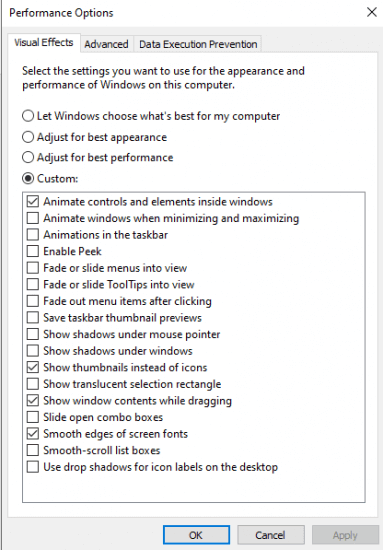 Performance Options
Visual Effects Advanced Data Execution Prevention
Select the settings you want to use for the appearance and
performance of Windows on this computer.
Let Windows choose what's best for my computer
Adjust for best appearance
Adjust for best performance
Custom:
Animate controls and elements inside windows
Animate windows when minimizing and maximizing
Animations in the taskbar
Enable Peek
Fade or slide menus into view
Fade or slide ToolTips into view
Fade out menu items after clicking
Save taskbar thumbnail previews
Show shadows under mouse pointer
Show shadows under windows
Show thumbnails instead of icons
Show translucent selection rectangle
Show window contents while dragging
Slide open combo boxes
Smooth edges of screen fonts
Smooth-scroll list boxes
Use drop shadows for icon labels on the desktop
OK Cancel Apply